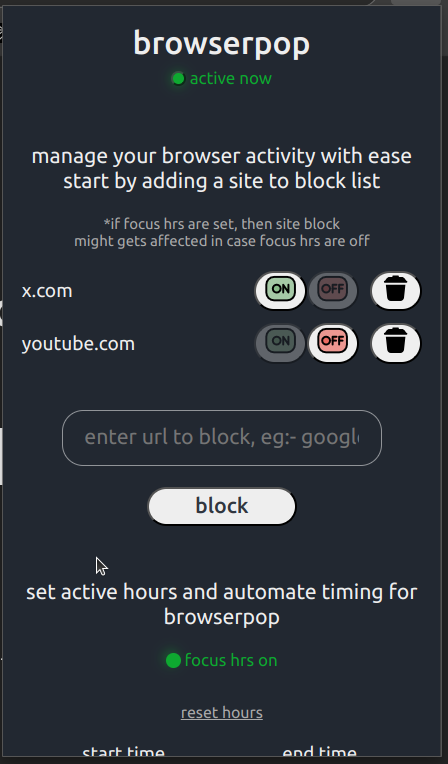 browserpop
active now
manage your browser activity with ease
start by adding a site to block list
*if focus hrs are set, then site block
might gets affected in case focus hrs are off
x.com ON OFF
youtube.com ON OFF
enter url to block, eg:- googl
block
set active hours and automate timing for
browserpop
focus hrs on
reset hours
start time end time